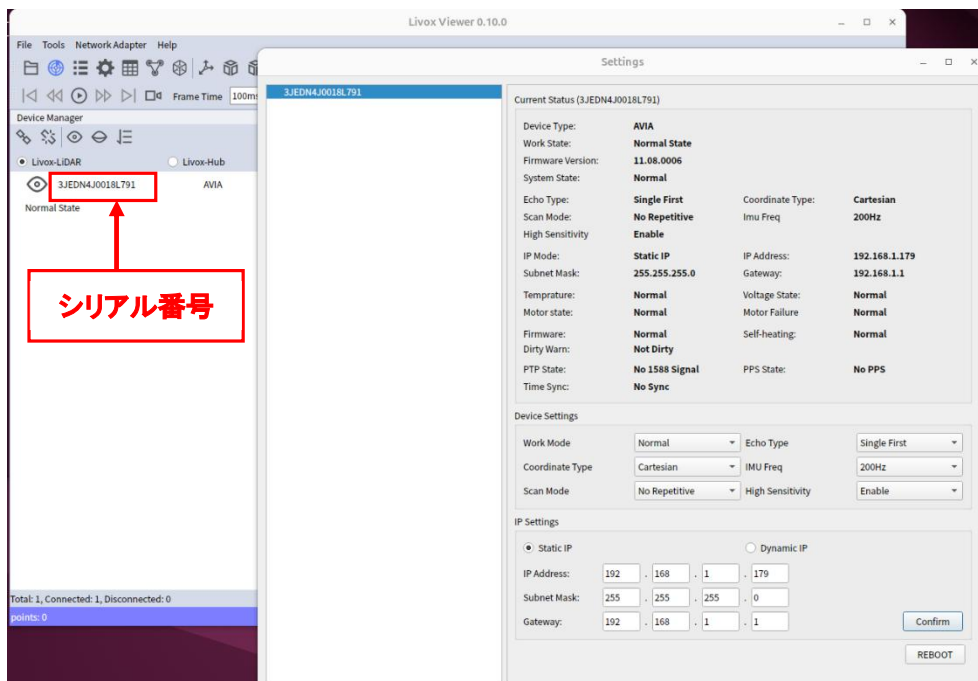 Livox Viewer 0.10.0
File Tools Network Adapter Help
Frame Time 100ms
Device Manager
Livox-LiDAR Livox-Hub
3JEDN4J0018L791 AVIA
Normal State
シリアル番号
Total: 1, Connected: 1, Disconnected: 0
points: 0
Settings
3JEDN4J0018L791
Current Status (3JEDN4J0018L791)
Device Type: AVIA
Work State: Normal State
Firmware Version: 11.08.0006
System State: Normal
Echo Type: Single First Coordinate Type: Cartesian
Scan Mode: No Repetitive Imu Freq 200Hz
High Sensitivity Enable
IP Mode: Static IP IP Address: 192.168.1.179
Subnet Mask: 255.255.255.0 Gateway: 192.168.1.1
Temprature: Normal Voltage State: Normal
Motor state: Normal Motor Failure Normal
Firmware: Normal Self-heating: Normal
Dirty Warn: Not Dirty
PTP State: No 1588 Signal PPS State: No PPS
Time Sync: No Sync
Device Settings
Work Mode Normal Echo Type Single First
Coordinate Type Cartesian IMU Freq 200Hz
Scan Mode No Repetitive High Sensitivity Enable
IP Settings
Static IP Dynamic IP
IP Address: 192 . 168 . 1 . 179
Subnet Mask: 255 . 255 . 255 . 0
Gateway: 192 . 168 . 1 . 1
Confirm
REBOOT